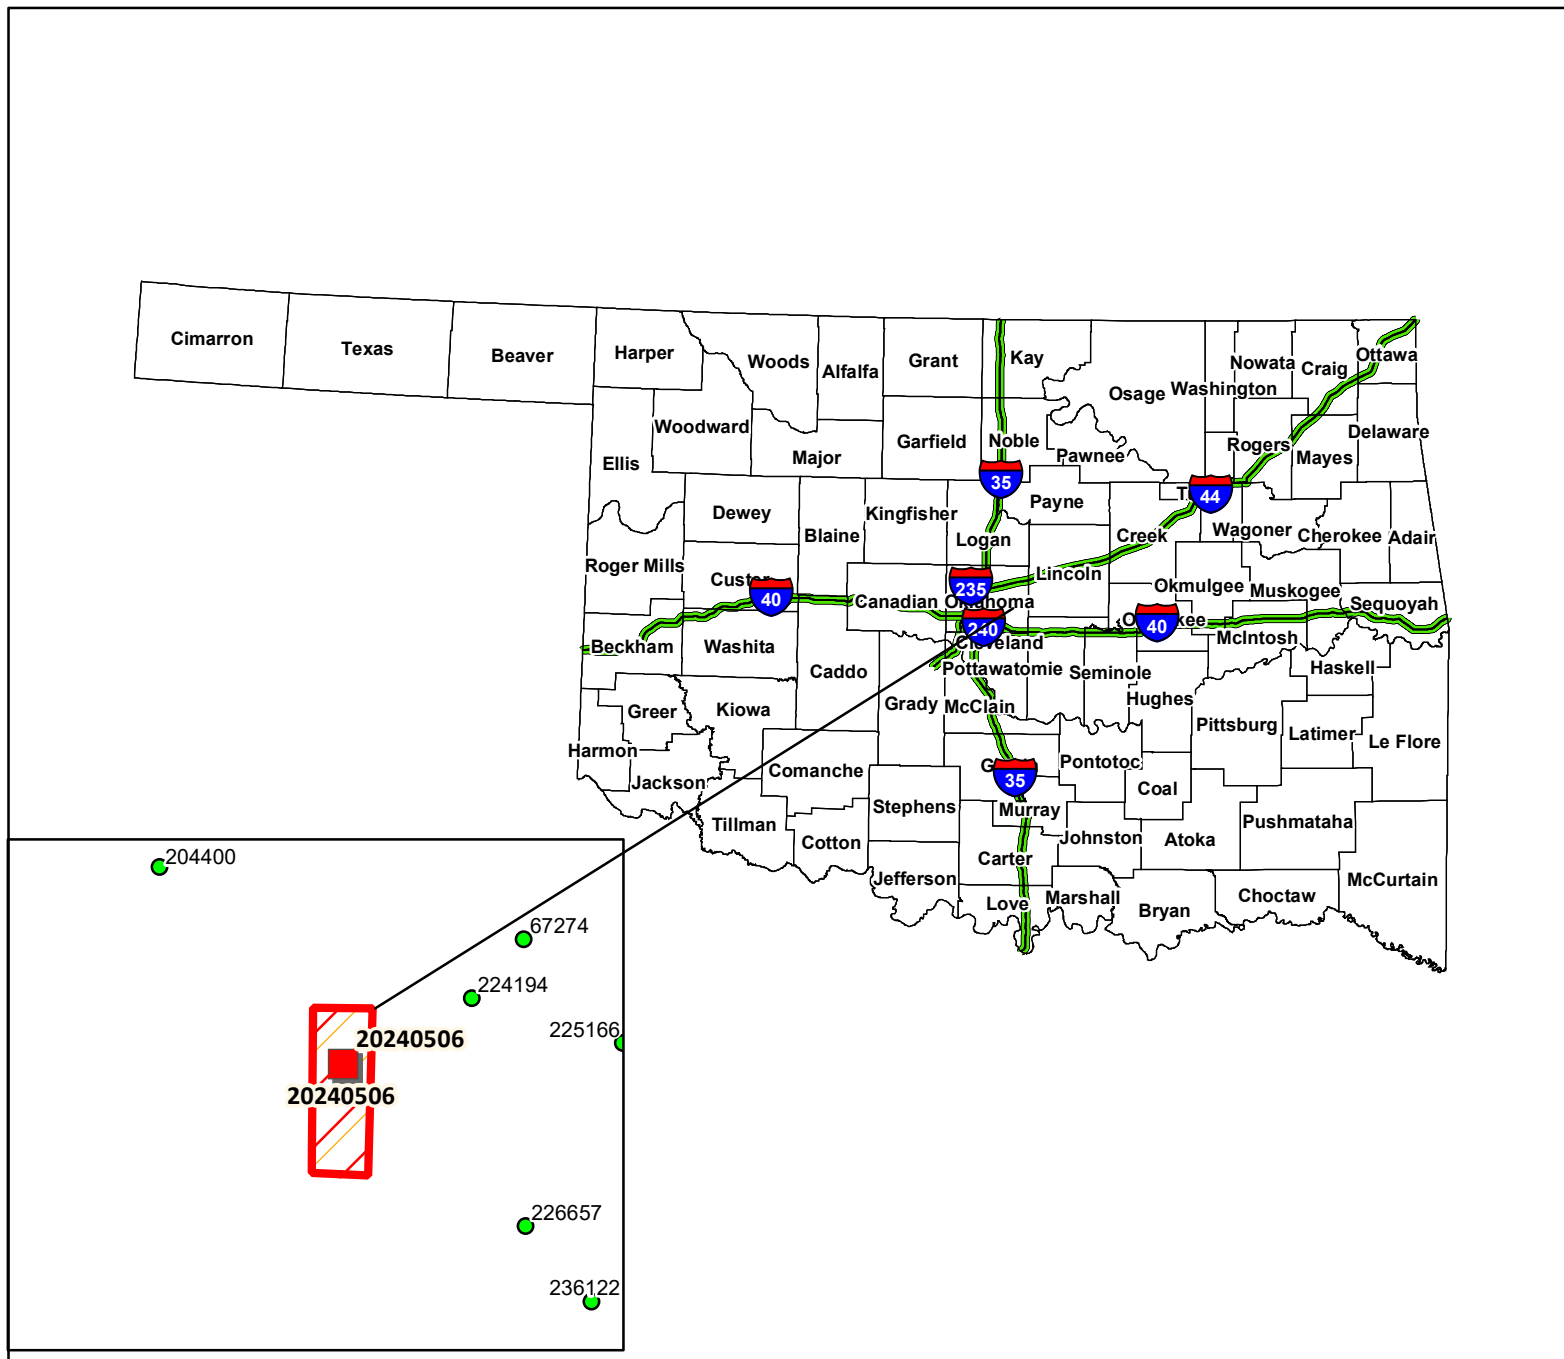 Cimarron
Texas
Beaver
Harper
Woods
Alfalfa
Grant
Kay
Osage
Washington
Nowata
Craig
Ottawa
Woodward
Ellis
Major
Garfield
Noble
Pawnee
Rogers
Mayes
Delaware
35
44
Dewey
Blaine
Kingfisher
Logan
Payne
Creek
Wagoner
Cherokee
Adair
Roger Mills
40
235
Lincoln
Okmulgee
Muskogee
Sequoyah
Canadian
Oklahoma
240
40
Beckham
Washita
Caddo
Cleveland
Pottawatomie
Seminole
McIntosh
Haskell
Greer
Kiowa
Grady
McClain
Hughes
Pittsburg
Latimer
Le Flore
Harmon
Jackson
Comanche
35
Pontotoc
Coal
Stephens
Murray
Tillman
Cotton
Johnston
Atoka
Pushmataha
Carter
Jefferson
Love
Marshall
Bryan
Choctaw
McCurtain
204400
67274
224194
225166
20240506
20240506
226657
236122